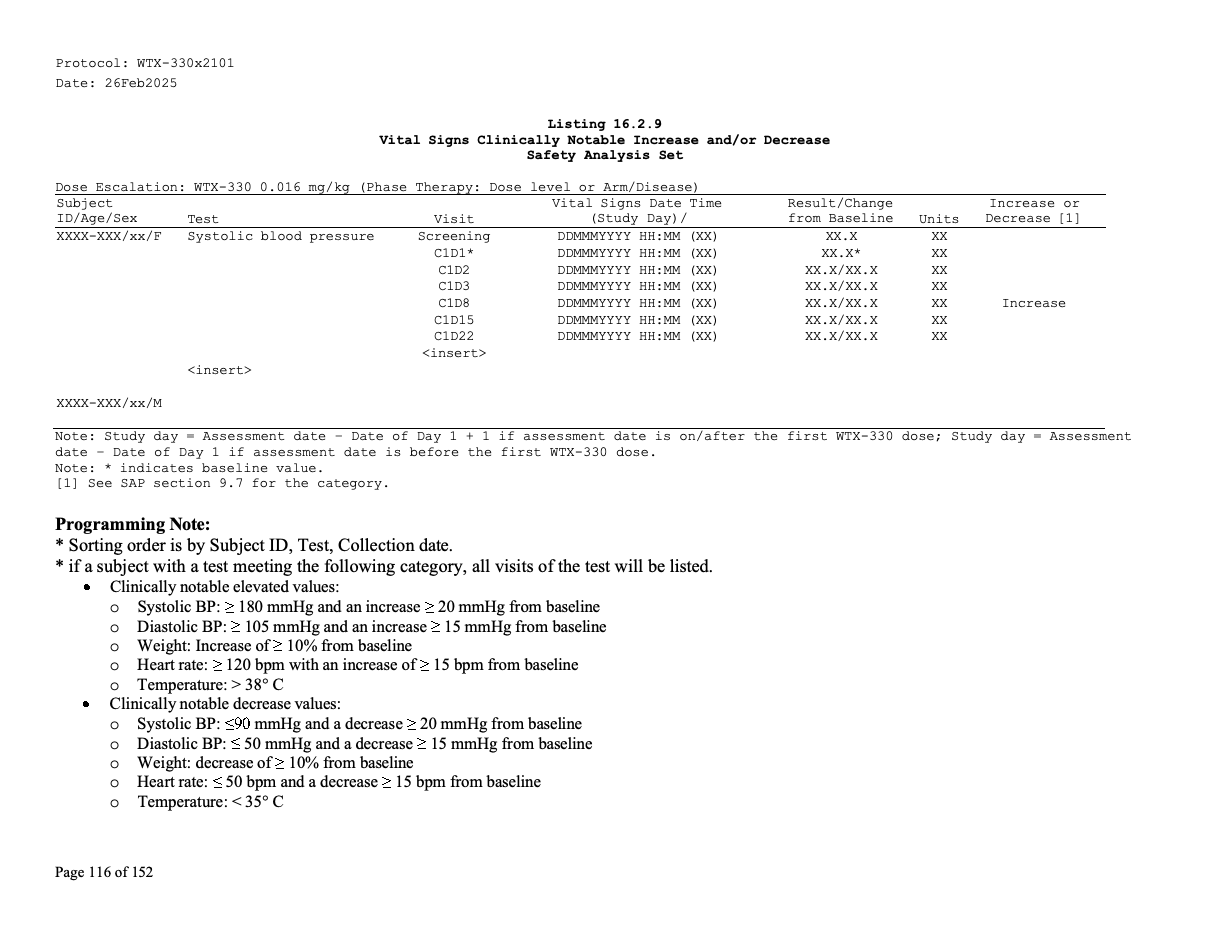 Protocol: WTX-330x2101
Date: 26Feb2025
Listing 16.2.9
Vital Signs Clinically Notable Increase and/or Decrease
Safety Analysis Set
Dose Escalation: WTX-330 0.016 mg/kg (Phase Therapy: Dose level or Arm/Disease)
Subject Vital Signs Date Time Result/Change Increase or
ID/Age/Sex Test Visit (Study Day)/ from Baseline Units Decrease [1]
XXXX-XXX/xx/F Systolic blood pressure Screening DDMMMYYYY HH:MM (XX) XX.X XX
C1D1* DDMMMYYYY HH:MM (XX) XX.X* XX
C1D2 DDMMMYYYY HH:MM (XX) XX.X/XX.X XX
C1D3 DDMMMYYYY HH:MM (XX) XX.X/XX.X XX
C1D8 DDMMMYYYY HH:MM (XX) XX.X/XX.X XX Increase
C1D15 DDMMMYYYY HH:MM (XX) XX.X/XX.X XX
C1D22 DDMMMYYYY HH:MM (XX) XX.X/XX.X XX
<insert>
<insert>
XXXX-XXX/xx/M
Note: Study day = Assessment date – Date of Day 1 + 1 if assessment date is on/after the first WTX-330 dose; Study day = Assessment
date – Date of Day 1 if assessment date is before the first WTX-330 dose.
Note: * indicates baseline value.
[1] See SAP section 9.7 for the category.
Programming Note:
* Sorting order is by Subject ID, Test, Collection date.
* if a subject with a test meeting the following category, all visits of the test will be listed.
• Clinically notable elevated values:
o Systolic BP: ≥ 180 mmHg and an increase ≥ 20 mmHg from baseline
o Diastolic BP: ≥ 105 mmHg and an increase ≥ 15 mmHg from baseline
o Weight: Increase of ≥ 10% from baseline
o Heart rate: ≥ 120 bpm with an increase of ≥ 15 bpm from baseline
o Temperature: > 38° C
• Clinically notable decrease values:
o Systolic BP: ≤90 mmHg and a decrease ≥ 20 mmHg from baseline
o Diastolic BP: ≤ 50 mmHg and a decrease ≥ 15 mmHg from baseline
o Weight: decrease of ≥ 10% from baseline
o Heart rate: ≤ 50 bpm and a decrease ≥ 15 bpm from baseline
o Temperature: < 35° C
Page 116 of 152